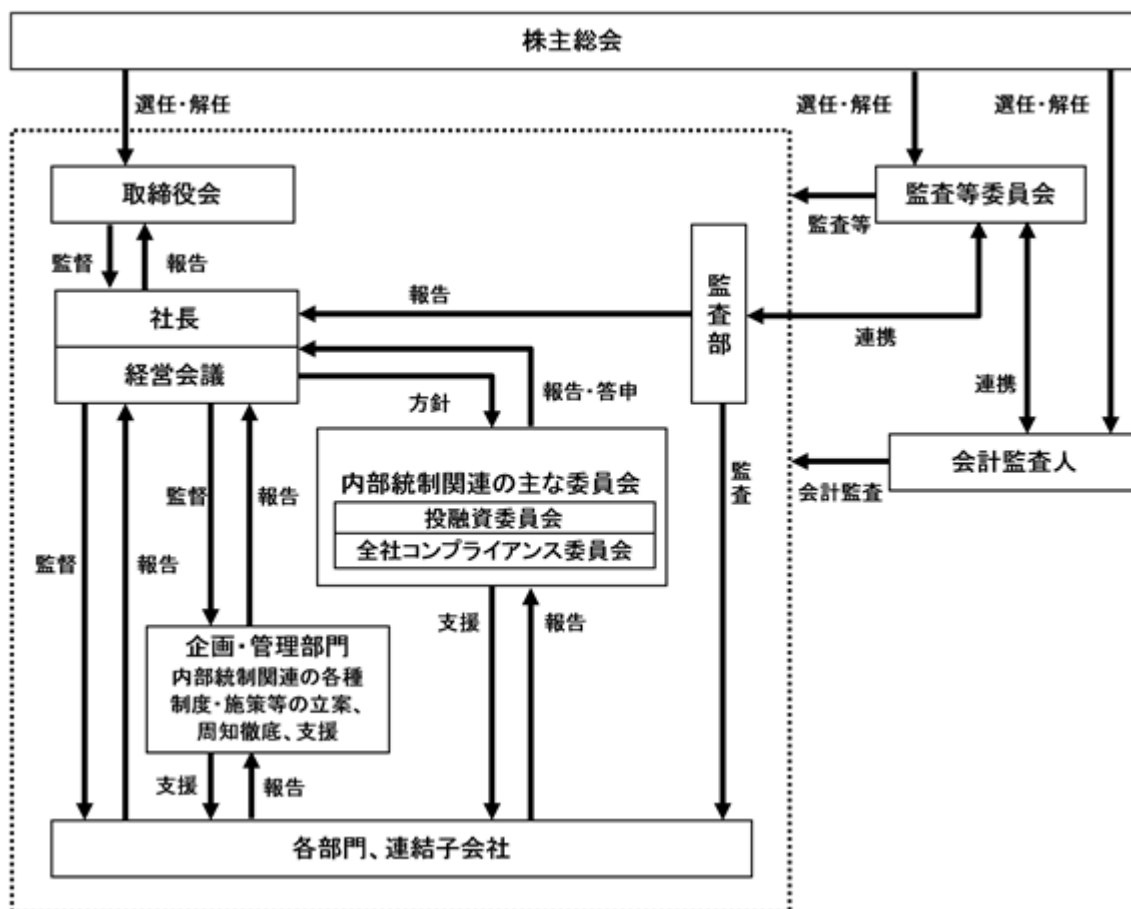 株主総会
選任・解任
選任・解任
選任・解任
取締役会
監査等委員会
監査等
監督
報告
監査部
社長
報告
連携
経営会議
方針
報告・答申
連携
会計監査人
会計監査
監督
報告
内部統制関連の主な委員会
投融資委員会
全社コンプライアンス委員会
監査
監督
報告
企画・管理部門
内部統制関連の各種
制度・施策等の立案、
周知徹底、支援
支援
報告
支援
報告
各部門、連結子会社